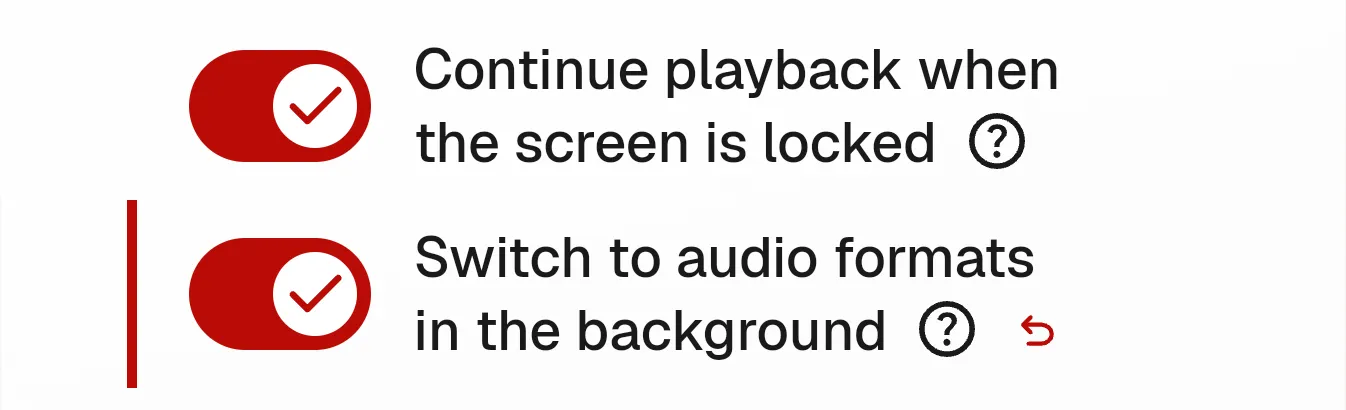 Continue playback when
the screen is locked
Switch to audio formats
in the background